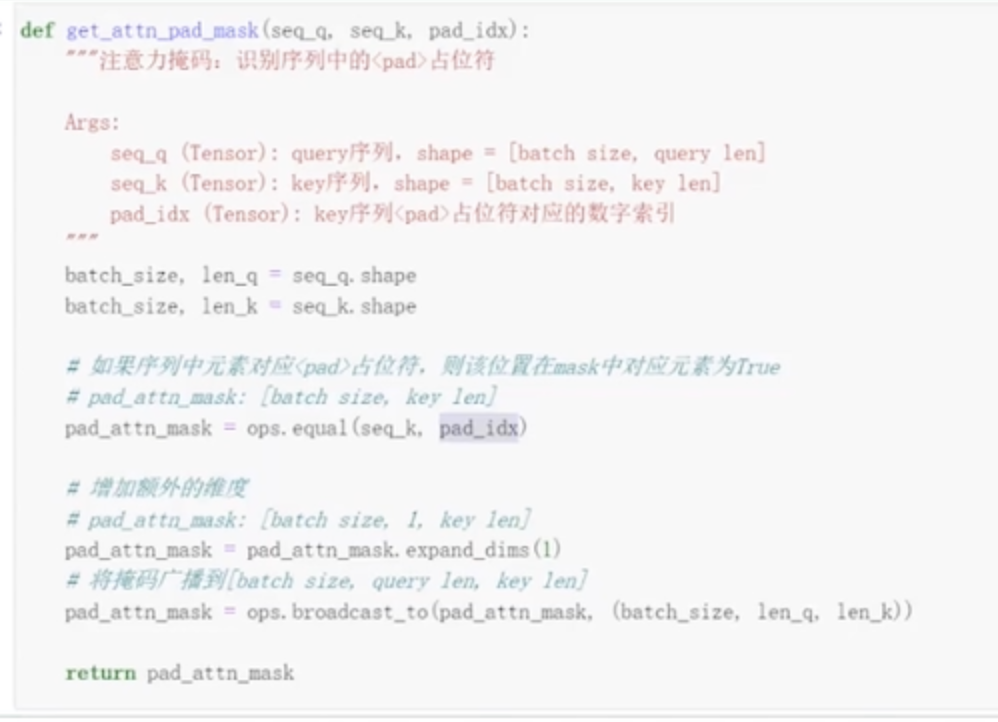 def get_attn_pad_mask(seq_q, seq_k, pad_idx):
"""注意力掩码：识别序列中的<pad>占位符
Args:
seq_q (Tensor): query序列，shape = [batch size, query len]
seq_k (Tensor): key序列，shape = [batch size, key len]
pad_idx (Tensor): key序列<pad>占位符对应的数字索引
"""
batch_size, len_q = seq_q.shape
batch_size, len_k = seq_k.shape
# 如果序列中元素对应<pad>占位符，则该位置在mask中对应元素为True
# pad_attn_mask: [batch size, key len]
pad_attn_mask = ops.equal(seq_k, pad_idx)
# 增加额外的维度
# pad_attn_mask: [batch size, 1, key len]
pad_attn_mask = pad_attn_mask.expand_dims(1)
# 将掩码广播到[batch size, query len, key len]
pad_attn_mask = ops.broadcast_to(pad_attn_mask, (batch_size, len_q, len_k))
return pad_attn_mask